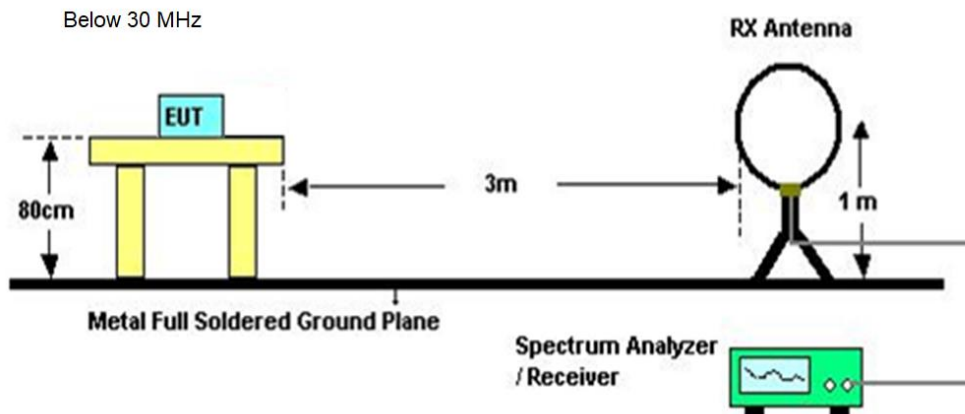 Below 30 MHz
RX Antenna
EUT
80cm
3m
1 m
Metal Full Soldered Ground Plane
Spectrum Analyzer
/ Receiver